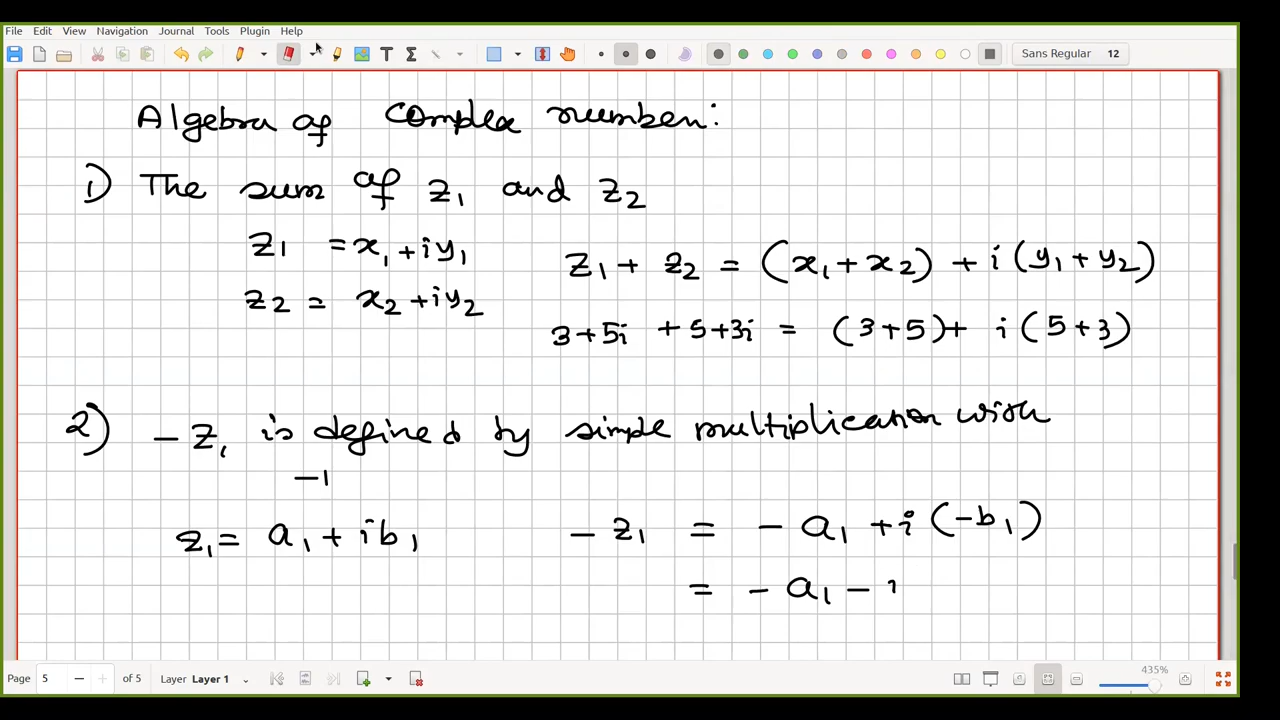 File Edit View Navigation Journal Tools Plugin Help
Sans Regular 12
Algebra of complex number:
1) The sum of z₁ and z₂
z₁ = x₁ + iy₁
z₂ = x₂ + iy₂
z₁ + z₂ = (x₁ + x₂) + i (y₁ + y₂)
3 + 5i + 5 + 3i = (3 + 5) + i (5 + 3)
2) - z₁ is defined by simple multiplication with
-1
z₁ = a₁ + ib₁
- z₁ = - a₁ + i (-b₁)
= - a₁ - i
Page 5 of 5 Layer Layer 1 435%